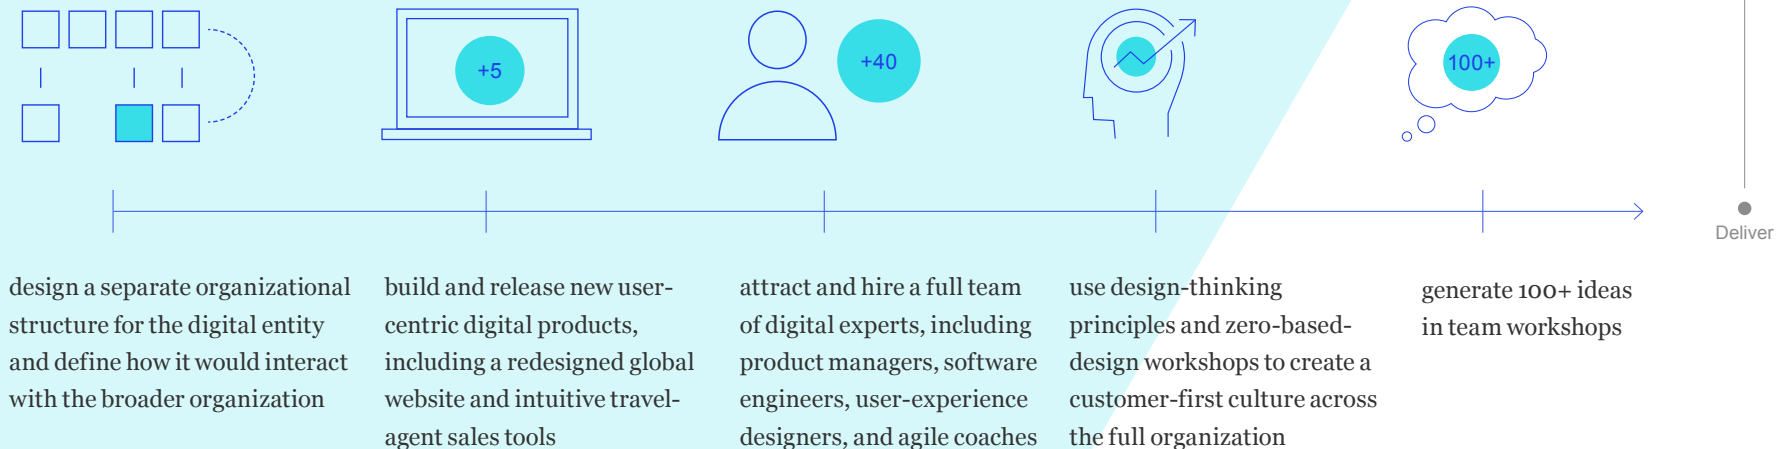 +5
+40
100+
Deliver
design a separate organizational
structure for the digital entity
and define how it would interact
with the broader organization
build and release new user-
centric digital products,
including a redesigned global
website and intuitive travel-
agent sales tools
attract and hire a full team
of digital experts, including
product managers, software
engineers, user-experience
designers, and agile coaches
use design-thinking
principles and zero-based-
design workshops to create a
customer-first culture across
the full organization
generate 100+ ideas
in team workshops